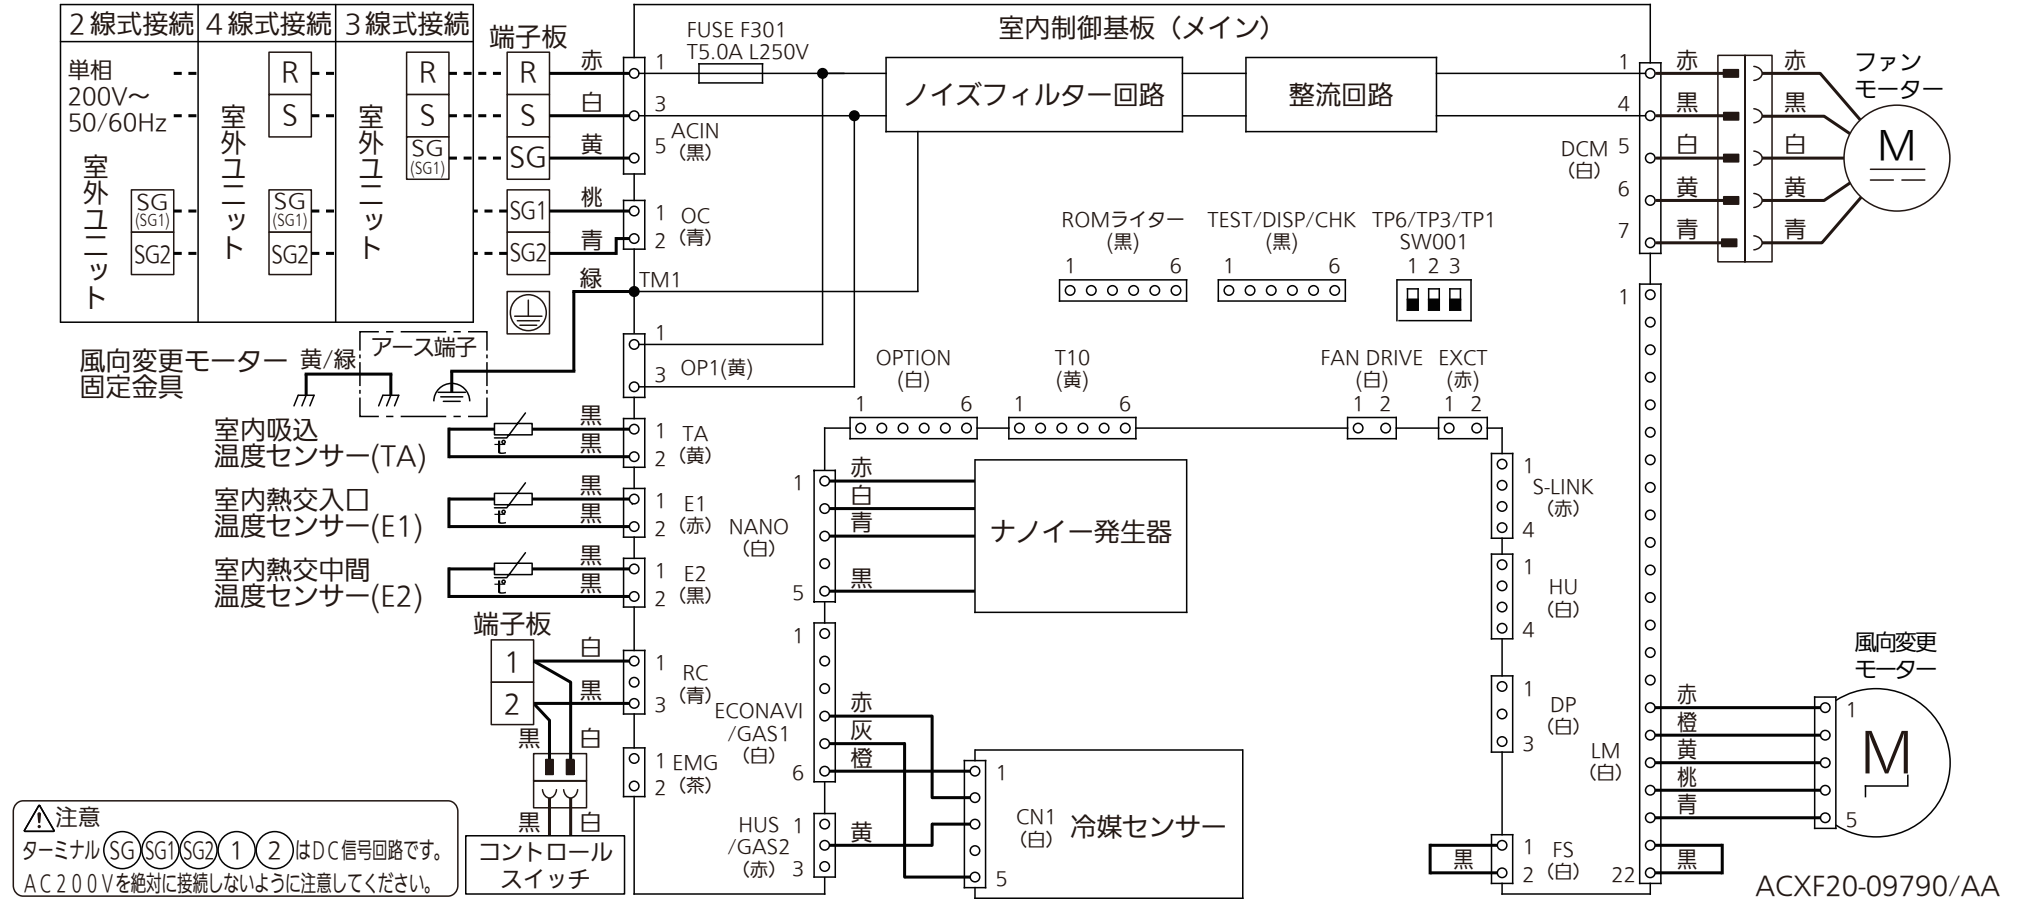 2線式接続
4線式接続
3線式接続
単相
200V～
50/60Hz
室外ユニット
SG
(SG1)
SG2
室外ユニット
R
S
SG
(SG1)
SG2
室外ユニット
R
S
SG
(SG1)
端子板
R
S
SG
SG1
SG2
赤
白
黄
桃
青
緑
室内制御基板（メイン）
FUSE F301
T5.0A L250V
1
3
5
ACIN
(黒)
1
2
OC
(青)
TM1
1
3
OP1(黄)
ノイズフィルター回路
整流回路
1
4
5
6
7
DCM
(白)
赤
黒
白
黄
青
赤
黒
白
黄
青
ファン
モーター
M
ROMライター
(黒)
1 6
TEST/DISP/CHK
(黒)
1 6
TP6/TP3/TP1
SW001
1 2 3
風向変更モーター
固定金具
黄/緑
アース端子
室内吸込
温度センサー(TA)
t°
黒
黒
1
2
TA
(黄)
室内熱交入口
温度センサー(E1)
t°
黒
黒
1
2
E1
(赤)
室内熱交中間
温度センサー(E2)
t°
黒
黒
1
2
E2
(黒)
端子板
1
2
白
黒
1
3
RC
(青)
黒
白
1
2
EMG
(茶)
黒
白
コントロール
スイッチ
OPTION
(白)
1 6
T10
(黄)
1 6
FAN DRIVE
(白)
1 2
EXCT
(赤)
1 2
1
5
NANO
(白)
赤
白
青
黒
ナノイー発生器
1
6
ECONAVI
/GAS1
(白)
赤
灰
橙
HUS
/GAS2
(赤)
1
3
黄
1
5
CN1
(白)
冷媒センサー
1
4
S-LINK
(赤)
1
4
HU
(白)
1
3
DP
(白)
1
2
FS
(白)
黒
1
22
LM
(白)
赤
橙
黄
桃
青
黒
風向変更
モーター
1
5
M
注意
ターミナルSG SG1 SG2 1 2はDC信号回路です。
AC200Vを絶対に接続しないように注意してください。
ACXF20-09790/AA